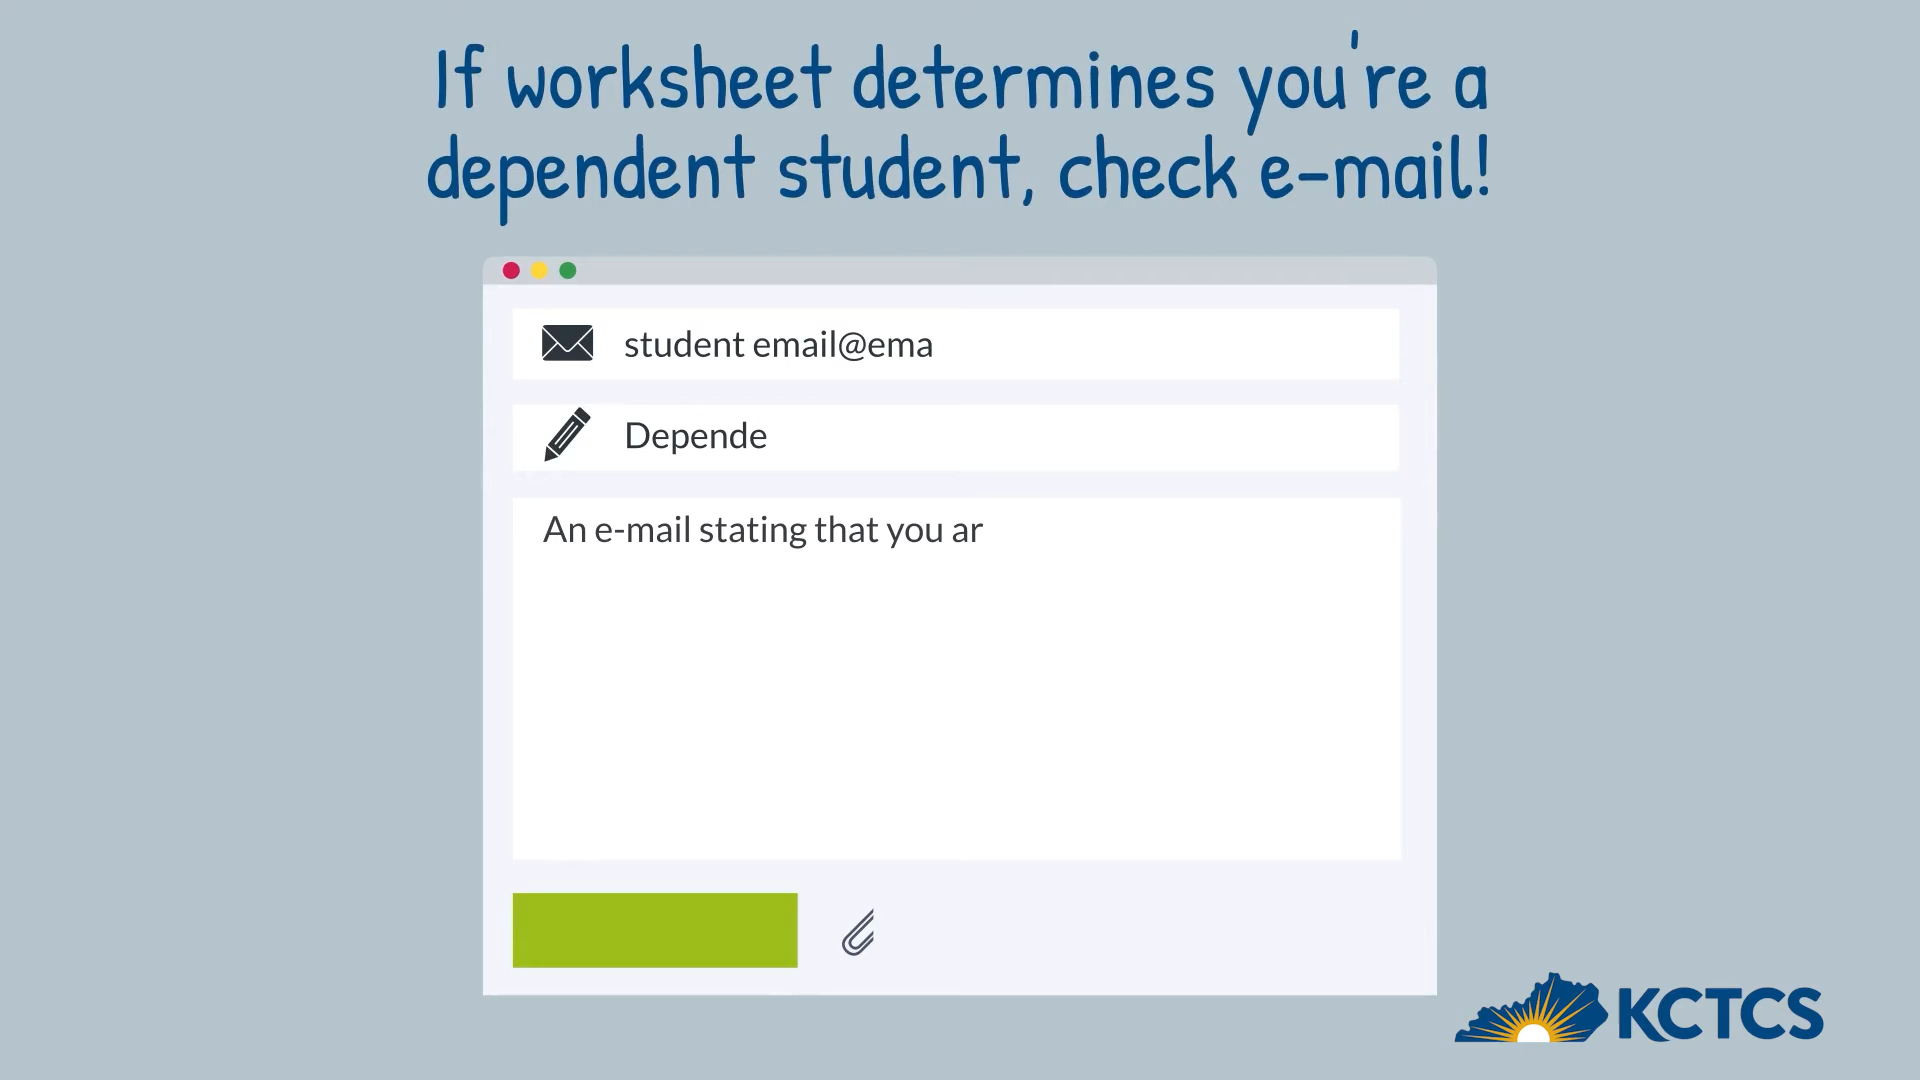 If worksheet determines you're a
dependent student, check e-mail!
student email@ema
Depende
An e-mail stating that you ar
KCTCS